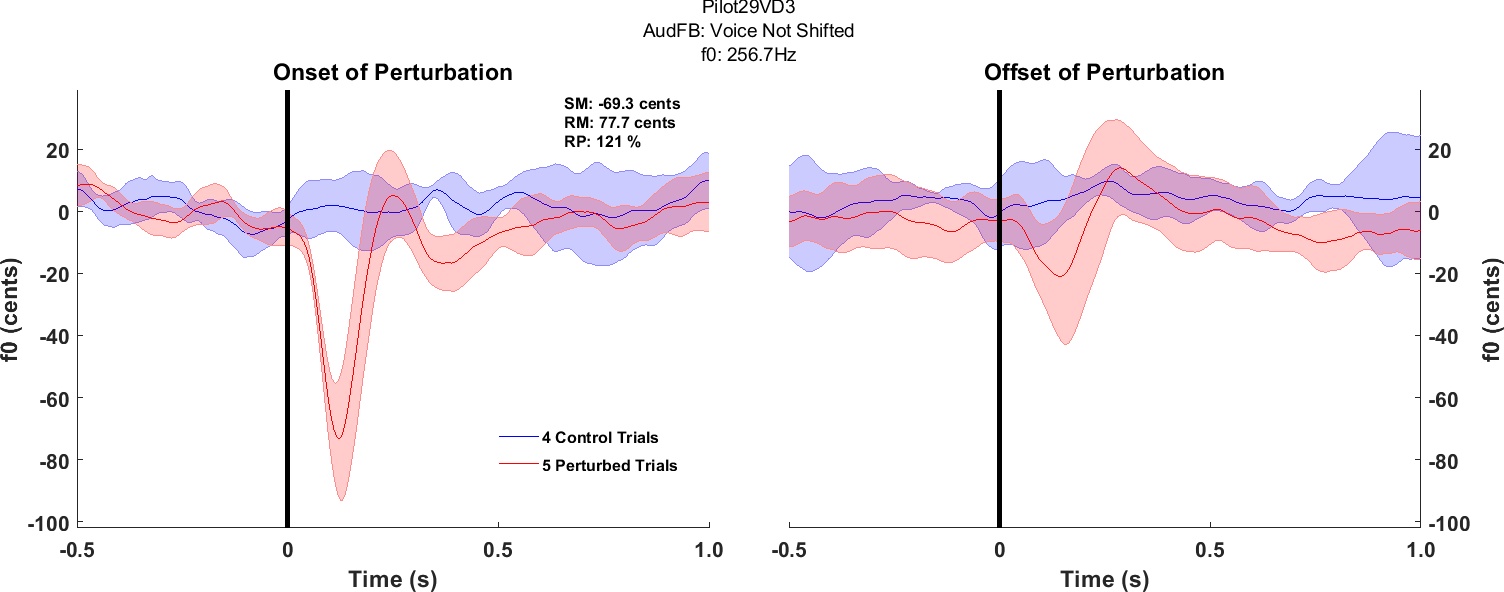 Pilot29VD3
AudFB: Voice Not Shifted
f0: 256.7Hz
Onset of Perturbation
Offset of Perturbation
SM: -69.3 cents
RM: 77.7 cents
RP: 121 %
20
0
-20
-40
-60
-80
-100
f0 (cents)
4 Control Trials
5 Perturbed Trials
-0.5
0
0.5
1.0
Time (s)
20
0
-20
-40
-60
-80
-100
f0 (cents)
-0.5
0
0.5
1.0
Time (s)